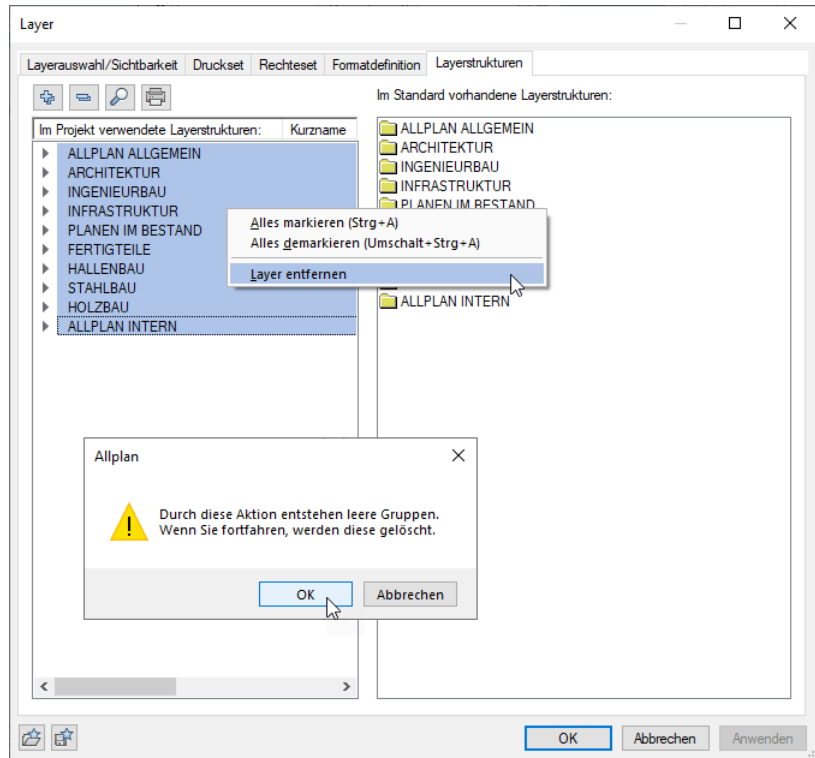 Layer
Layerauswahl/Sichtbarkeit Druckset Rechteset Formatdefinition Layerstrukturen
Im Projekt verwendete Layerstrukturen: Kurzname
ALLPLAN ALLGEMEIN
ARCHITEKTUR
INGENIEURBAU
INFRASTRUKTUR
PLANEN IM BESTAND
FERTIGTEILE
HALLENBAU
STAHLBAU
HOLZBAU
ALLPLAN INTERN
Im Standard vorhandene Layerstrukturen:
ALLPLAN ALLGEMEIN
ARCHITEKTUR
INGENIEURBAU
INFRASTRUKTUR
PLANEN IM BESTAND
ALLPLAN INTERN
Alles markieren (Strg+A)
Alles demarkieren (Umschalt+Strg+A)
Layer entfernen
Allplan
Durch diese Aktion entstehen leere Gruppen.
Wenn Sie fortfahren, werden diese gelöscht.
OK Abbrechen
OK Abbrechen Anwenden